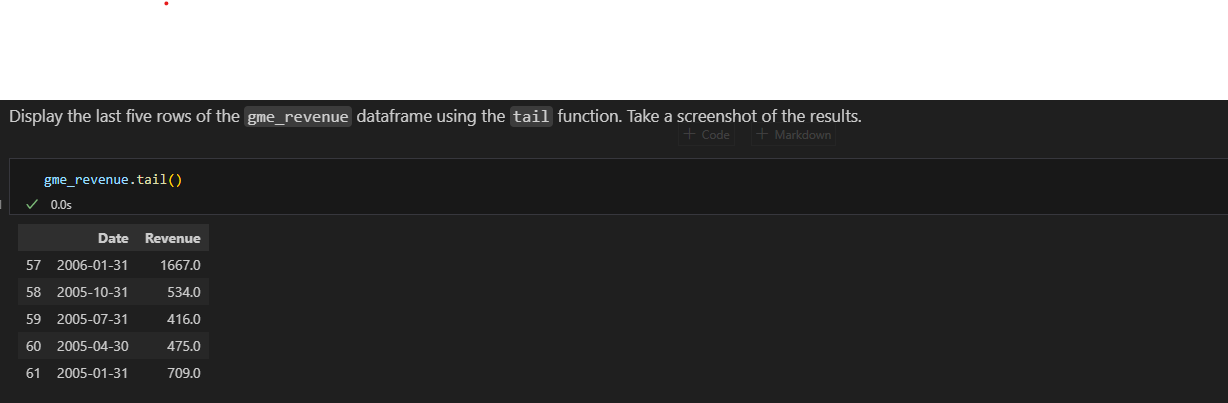 Display the last five rows of the gme_revenue dataframe using the tail function. Take a screenshot of the results.
+ Code + Markdown
gme_revenue.tail()
0.0s
Date Revenue
57 2006-01-31 1667.0
58 2005-10-31 534.0
59 2005-07-31 416.0
60 2005-04-30 475.0
61 2005-01-31 709.0